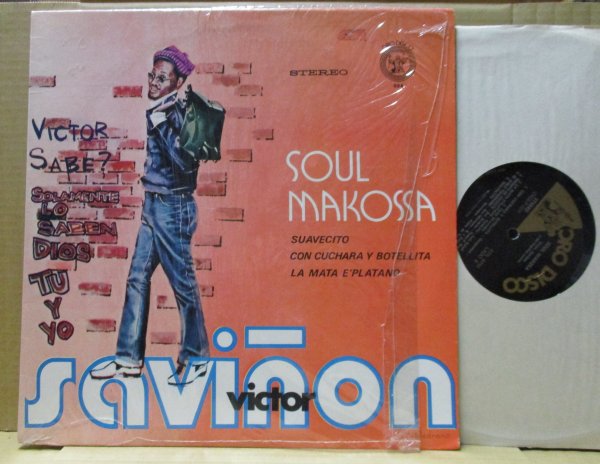 STEREO
VICTOR
SABE?
SOLAMENTE
LO
SABEN
DIOS
TU
Y
YO
SOUL
MAKOSSA
SUAVECITO
CON CUCHARA Y BOTELLITA
LA MATA E'PLATANO
saviñon
victor
DISCO ORO